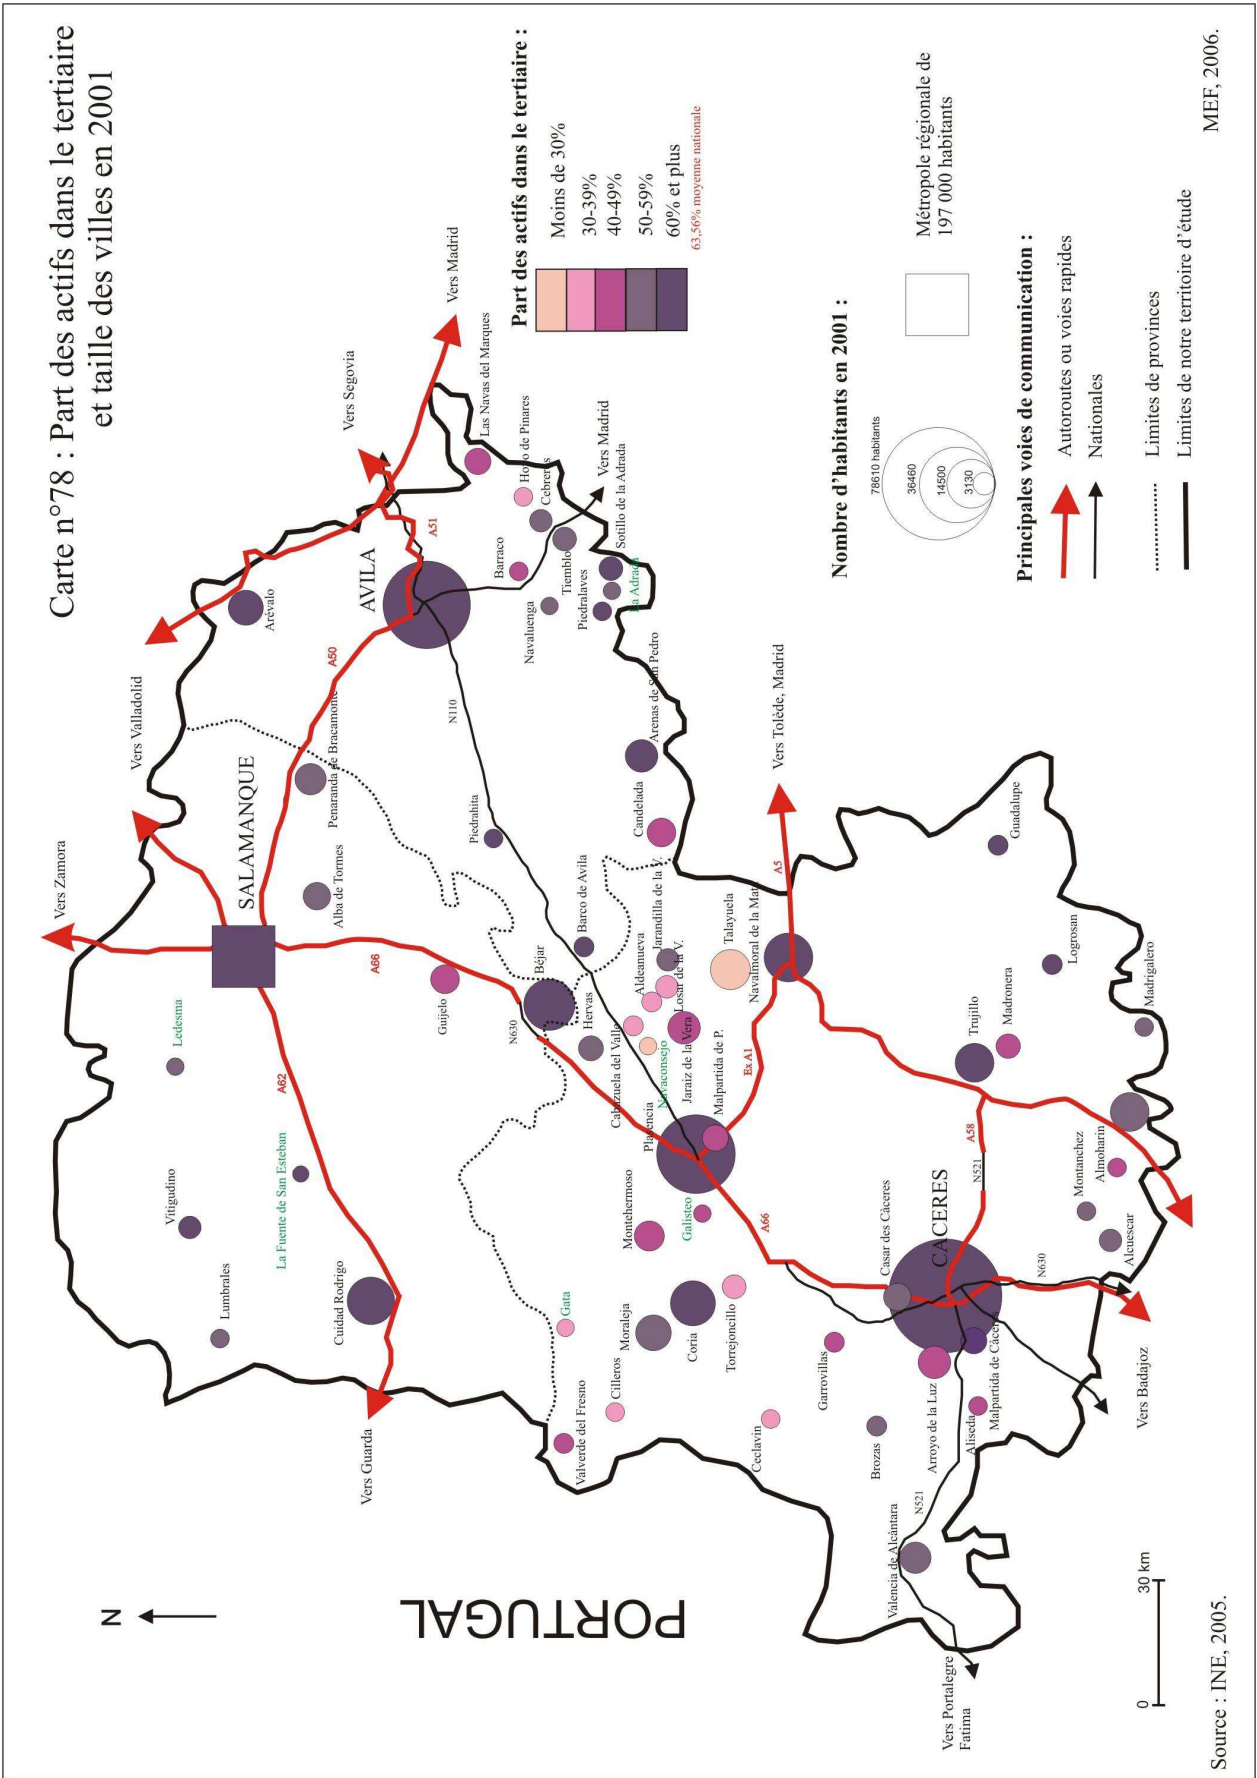 Carte n°78 : Part des actifs dans le tertiaire
et taille des villes en 2001
Part des actifs dans le tertiaire :
Moins de 30%
30-39%
40-49%
50-59%
60% et plus
63,56% moyenne nationale
Nombre d'habitants en 2001 :
78610 habitants
36460
14500
3130
Métropole régionale de
197 000 habitants
Principales voies de communication :
Autoroutes ou voies rapides
Nationales
Limites de provinces
Limites de notre territoire d'étude
MEF, 2006.
N
PORTUGAL
0
30 km
Source : INE, 2005.
Vers Zamora
Vers Valladolid
Vers Segovia
Vers Madrid
Vers Madrid
Vers Tolède, Madrid
Vers Guarda
Vers Badajoz
Vers Portalegre
Fatima
SALAMANQUE
AVILA
CACERES
Arévalo
Las Navas del Marques
Hoyo de Pinares
Cebreros
Barraco
Tiemblo
Navaluenga
Sotillo de la Adrada
La Adrada
Piedralaves
Arenas de San Pedro
Candelada
Penaranda de Bracamonte
Alba de Tormes
Piedrahita
Barco de Avila
Ledesma
Vitigudino
La Fuente de San Esteban
Lumbrales
Cuidad Rodrigo
Guijelo
Béjar
Hervas
Aldeanueva
Jarandilla de la V.
Losar de la V.
Cabezuela del Valle
Navaconsejo
Jaraiz de la Vera
Talayuela
Navalmoral de la Mata
Malpartida de P.
Plasencia
Montehermoso
Galisteo
Gata
Moraleja
Coria
Torrejoncillo
Cilleros
Valverde del Fresno
Ceclavin
Garrovillas
Brozas
Casar des Càceres
Arroyo de la Luz
Aliseda
Malpartida de Càceres
Valencia de Alcàntara
Guadalupe
Logrosan
Madrigalero
Trujillo
Madronera
Montanchez
Almoharin
Alcuescar
A50
A51
A62
A66
A66
A5
A58
Ex A1
N110
N630
N630
N521
N521